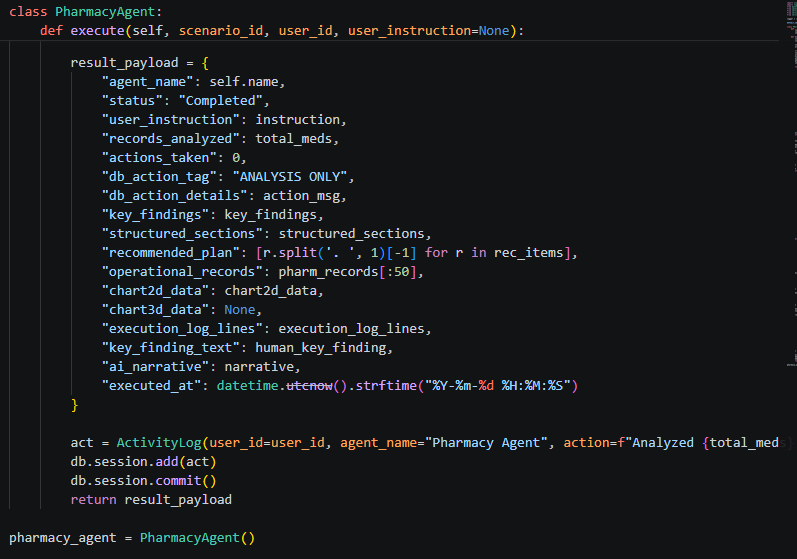 class PharmacyAgent:
    def execute(self, scenario_id, user_id, user_instruction=None):
        result_payload = {
            "agent_name": self.name,
            "status": "Completed",
            "user_instruction": instruction,
            "records_analyzed": total_meds,
            "actions_taken": 0,
            "db_action_tag": "ANALYSIS ONLY",
            "db_action_details": action_msg,
            "key_findings": key_findings,
            "structured_sections": structured_sections,
            "recommended_plan": [r.split('. ', 1)[-1] for r in rec_items],
            "operational_records": pharm_records[:50],
            "chart2d_data": chart2d_data,
            "chart3d_data": None,
            "execution_log_lines": execution_log_lines,
            "key_finding_text": human_key_finding,
            "ai_narrative": narrative,
            "executed_at": datetime.utcnow().strftime("%Y-%m-%d %H:%M:%S")
        }
        act = ActivityLog(user_id=user_id, agent_name="Pharmacy Agent", action=f"Analyzed {total_meds}
        db.session.add(act)
        db.session.commit()
        return result_payload
pharmacy_agent = PharmacyAgent()